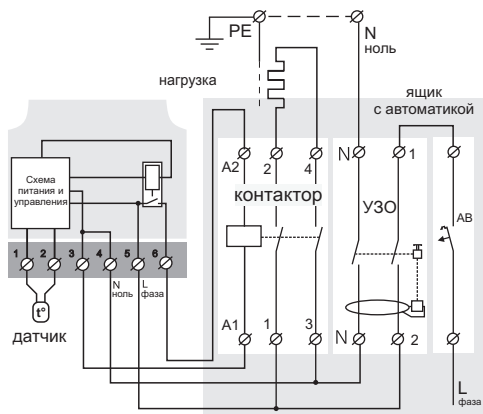 PE
N
ноль
нагрузка
ящик
с автоматикой
A2
2
4
N
1
контактор
УЗО
АВ
Схема
питания и
управления
1
2
3
4
5
6
N
ноль
L
фаза
t°
датчик
A1
1
3
N
2
L
фаза